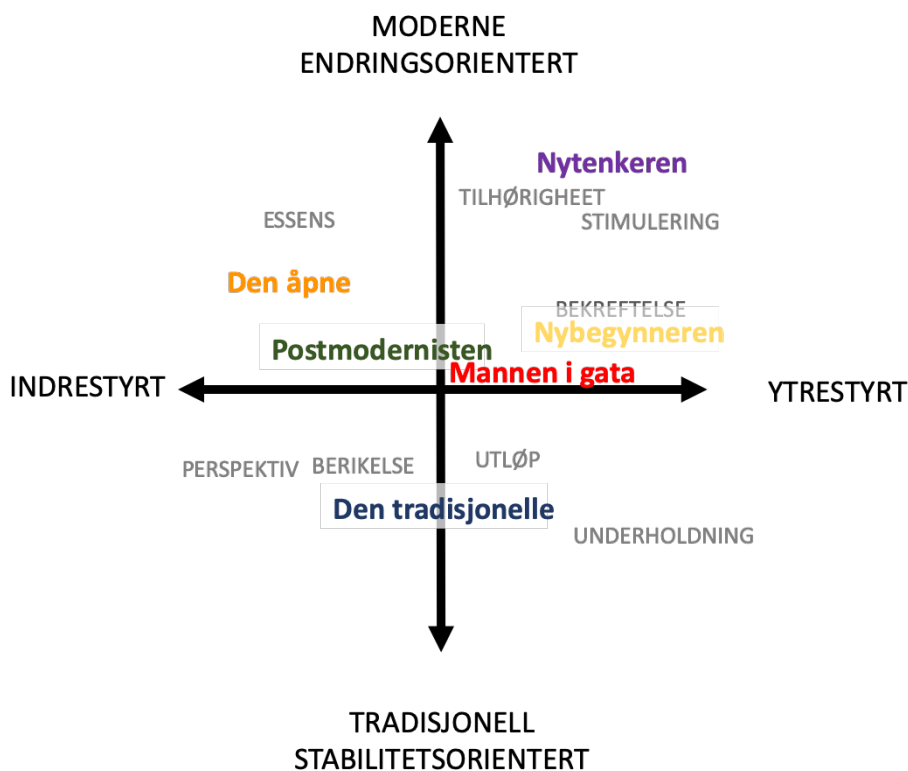 MODERNE
ENDRINGSORIENTERT
Nytenkeren
TILHØRIGHEET
ESSENS
STIMULERING
Den åpne
BEKREFTELSE
Nybegynneren
Postmodernisten
Mannen i gata
INDRESTYRT
YTRESTYRT
UTLØP
PERSPEKTIV
BERIKELSE
Den tradisjonelle
UNDERHOLDNING
TRADISJONELL
STABILITETSORIENTERT